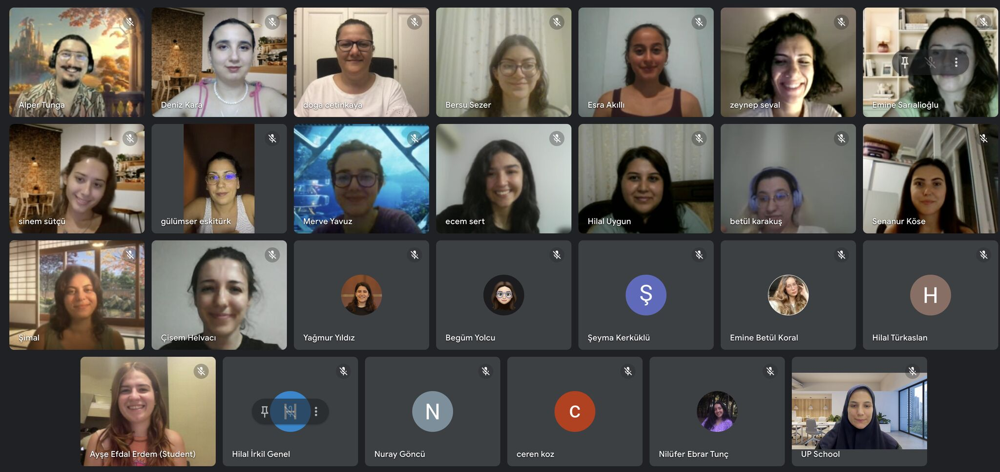 Alper Tunga
Deniz Kara
doga cetinkaya
Bersu Sezer
Esra Akıllı
zeynep seval
Emine Sarıalioğlu
sinem sütçü
gülümser eskitürk
Merve Yavuz
ecem sert
Hilal Uygun
betül karakuş
Senanur Köse
Şimal
Çisem Helvacı
Yağmur Yıldız
Begüm Yolcu
Ş
Şeyma Kerküklü
Emine Betül Koral
H
Hilal Türkaslan
Ayşe Efdal Erdem (Student)
H
Hilal İrkil Genel
N
Nuray Göncü
c
ceren koz
Nilüfer Ebrar Tunç
UP School